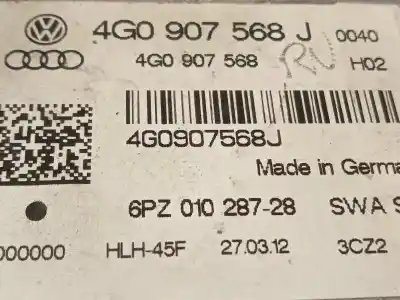 4G0 907 568 J 0040
4G0 907 568 RN H02
4G0907568J
Made in Germa
6PZ 010 287-28 SWA S
000000 HLH-45F 27.03.12 3CZ2